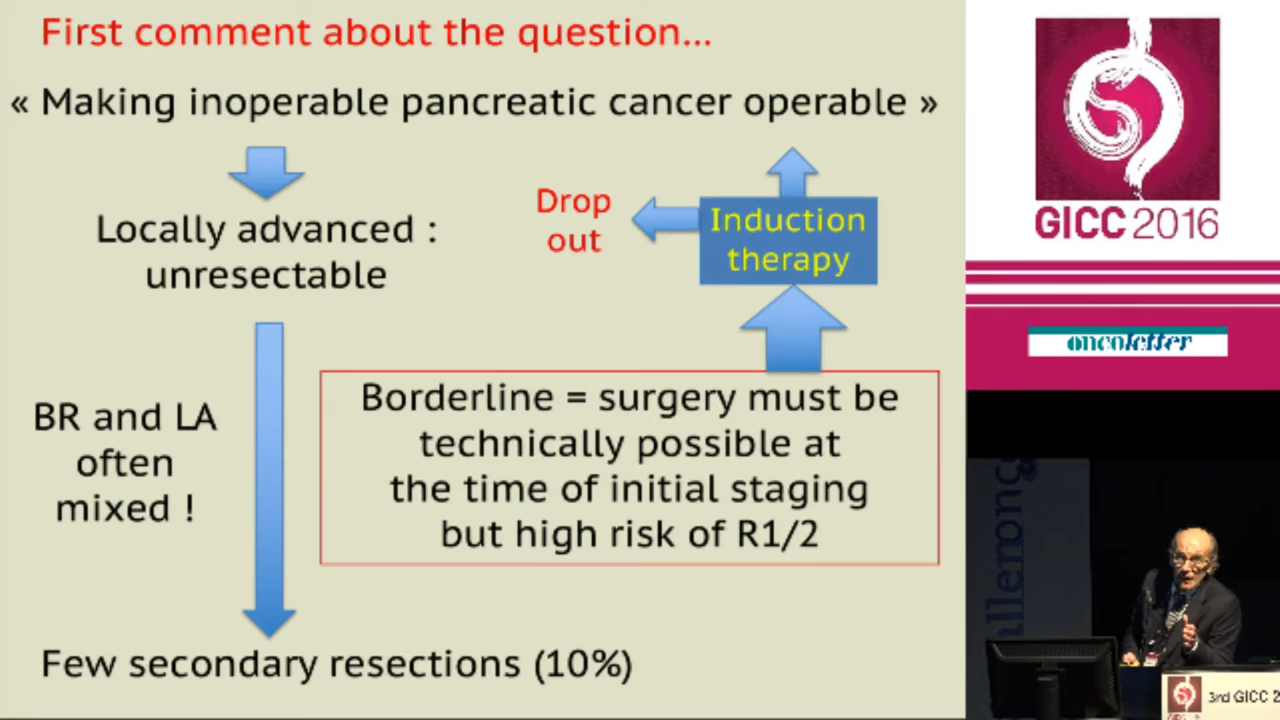 First comment about the question...
« Making inoperable pancreatic cancer operable »
Locally advanced :
unresectable
Drop
out
Induction
therapy
BR and LA
often
mixed !
Borderline = surgery must be
technically possible at
the time of initial staging
but high risk of R1/2
Few secondary resections (10%)
GICC 2016
oncoletter
3rd GICC 2